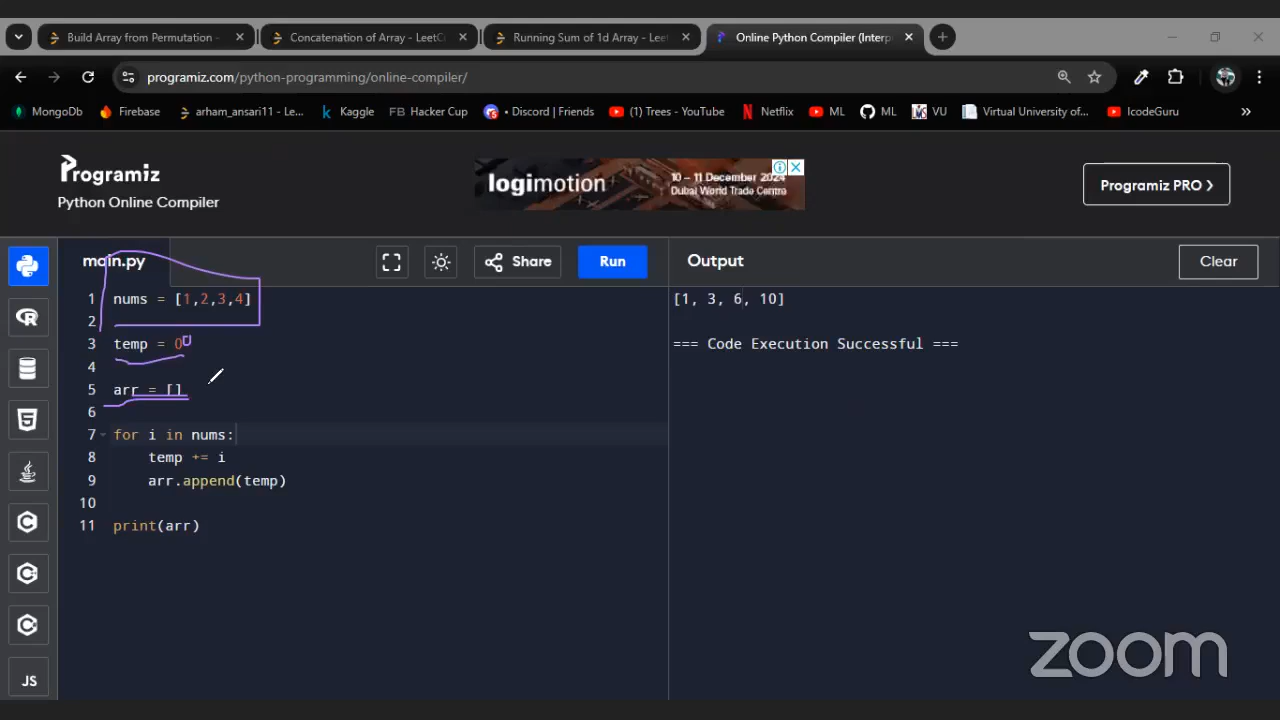 Build Array from Permutation -
Concatenation of Array - LeetC
Running Sum of 1d Array - Leet
Online Python Compiler (Interp
programiz.com/python-programming/online-compiler/
MongoDb
Firebase
arham_ansari11 - Le...
Kaggle
FB Hacker Cup
Discord | Friends
(1) Trees - YouTube
Netflix
ML
ML
VU
Virtual University of...
IcodeGuru
Programiz
Python Online Compiler
logimotion
10 – 11 December 2024
Dubai World Trade Centre
Programiz PRO
main.py
Share
Run
Output
Clear
1 nums = [1,2,3,4]
2
3 temp = 0
4
5 arr = []
6
7 for i in nums:
8 temp += i
9 arr.append(temp)
10
11 print(arr)
[1, 3, 6, 10]
=== Code Execution Successful ===
JS
zoom